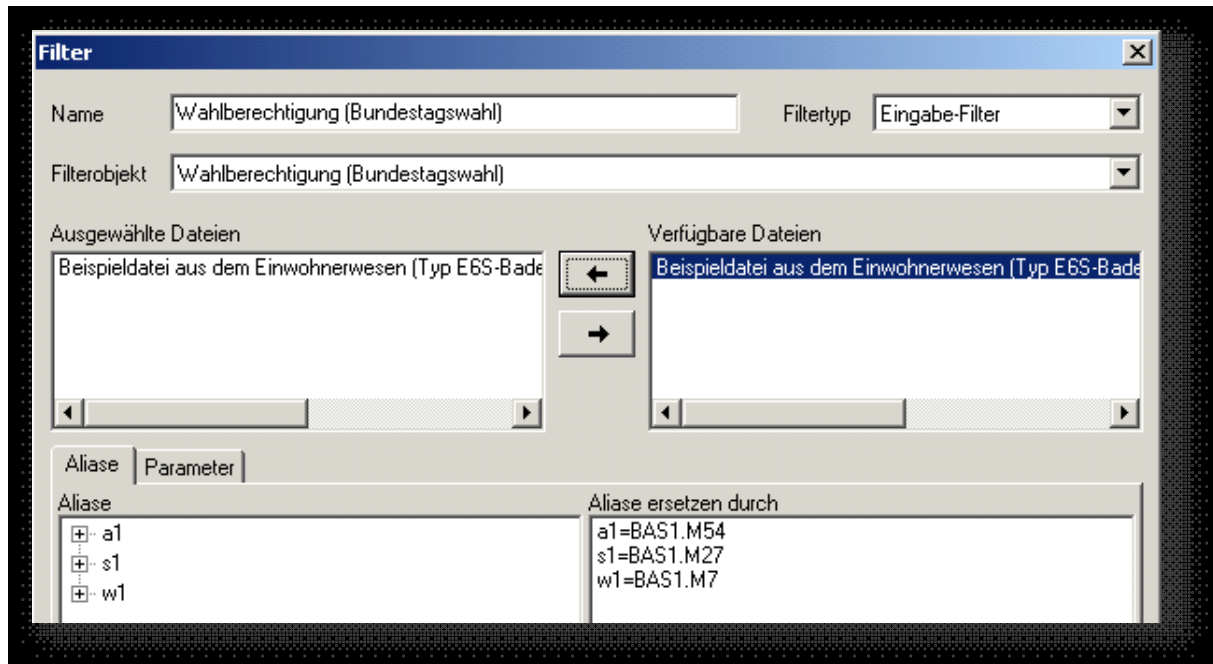 Filter
Name Wahlberechtigung (Bundestagswahl) Filtertyp Eingabe-Filter
Filterobjekt Wahlberechtigung (Bundestagswahl)
Ausgewählte Dateien Verfügbare Dateien
Beispieldatei aus dem Einwohnerwesen (Typ E6S-Bade Beispieldatei aus dem Einwohnerwesen (Typ E6S-Bade
Aliase Parameter
Aliase Aliase ersetzen durch
a1 a1=BAS1.M54
s1 s1=BAS1.M27
w1 w1=BAS1.M7